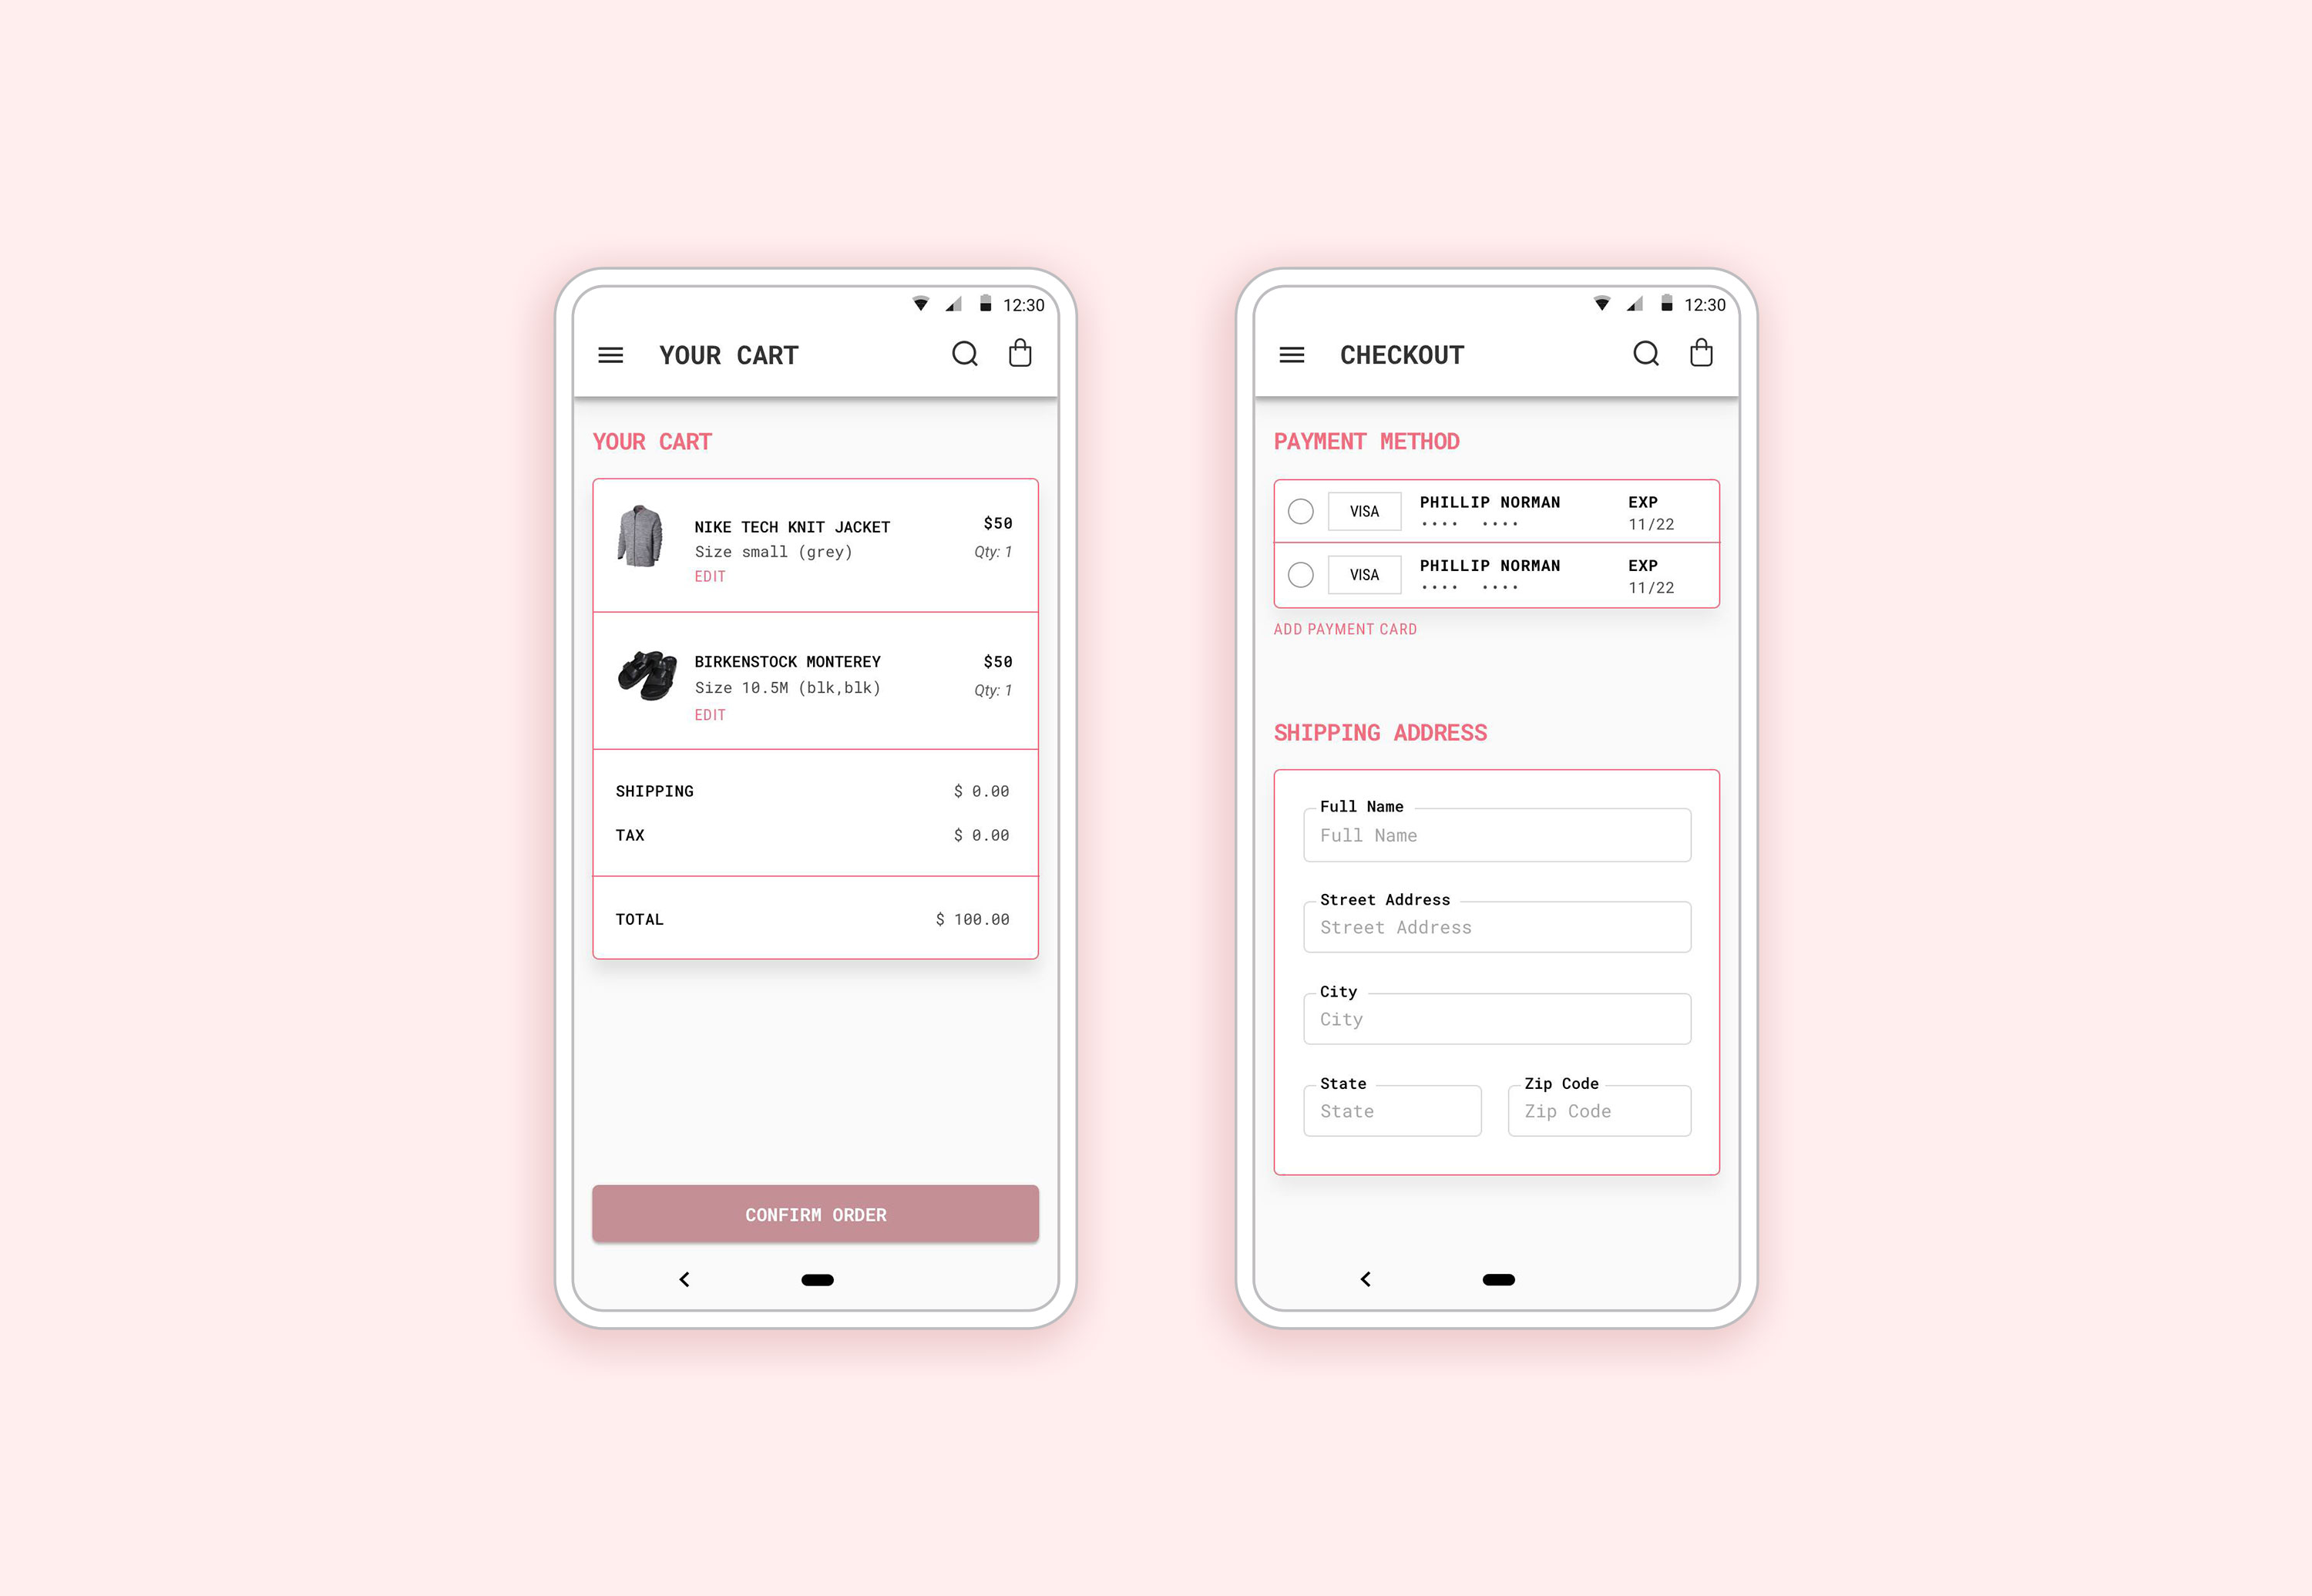 12:30
YOUR CART
YOUR CART
NIKE TECH KNIT JACKET
$50
Size small (grey)
Qty: 1
EDIT
BIRKENSTOCK MONTEREY
$50
Size 10.5M (blk,blk)
Qty: 1
EDIT
SHIPPING
$ 0.00
TAX
$ 0.00
TOTAL
$ 100.00
CONFIRM ORDER
12:30
CHECKOUT
PAYMENT METHOD
VISA
PHILLIP NORMAN
EXP
•••• ••••
11/22
VISA
PHILLIP NORMAN
EXP
•••• ••••
11/22
ADD PAYMENT CARD
SHIPPING ADDRESS
Full Name
Full Name
Street Address
Street Address
City
City
State
State
Zip Code
Zip Code